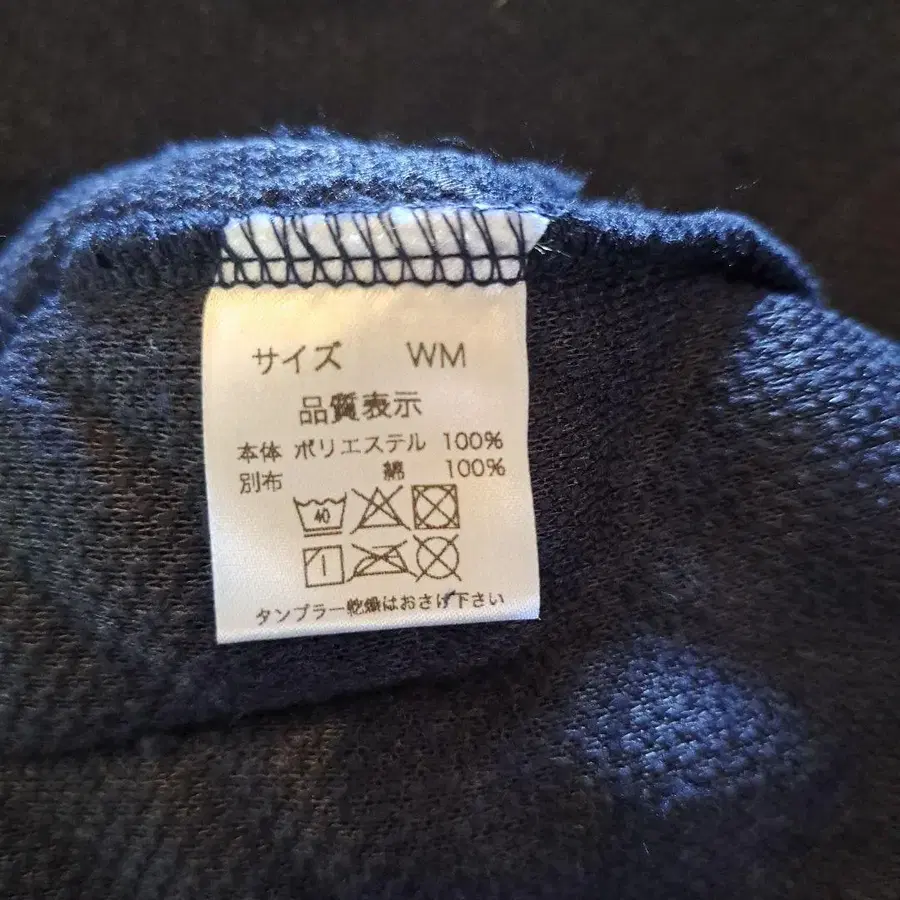 サイズ WM
品質表示
本体 ポリエステル 100%
別布 綿 100%
40
タンブラー乾燥はおさけ下さい